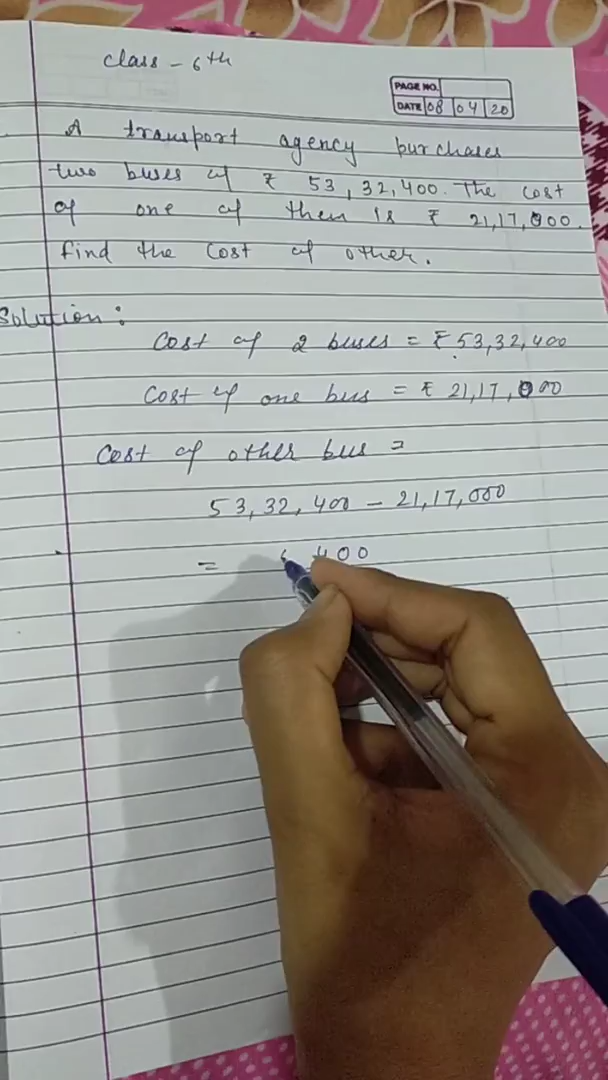 Class - 6th
PAGE NO.
DATE 08 04 20
A transport agency purchases
two buses of ₹ 53,32,400. The cost
of one of them is ₹ 21,17,000.
find the cost of other.
Solution:
Cost of 2 buses = ₹ 53,32,400
Cost of one bus = ₹ 21,17,000
Cost of other bus =
53,32,400 - 21,17,000
= 400